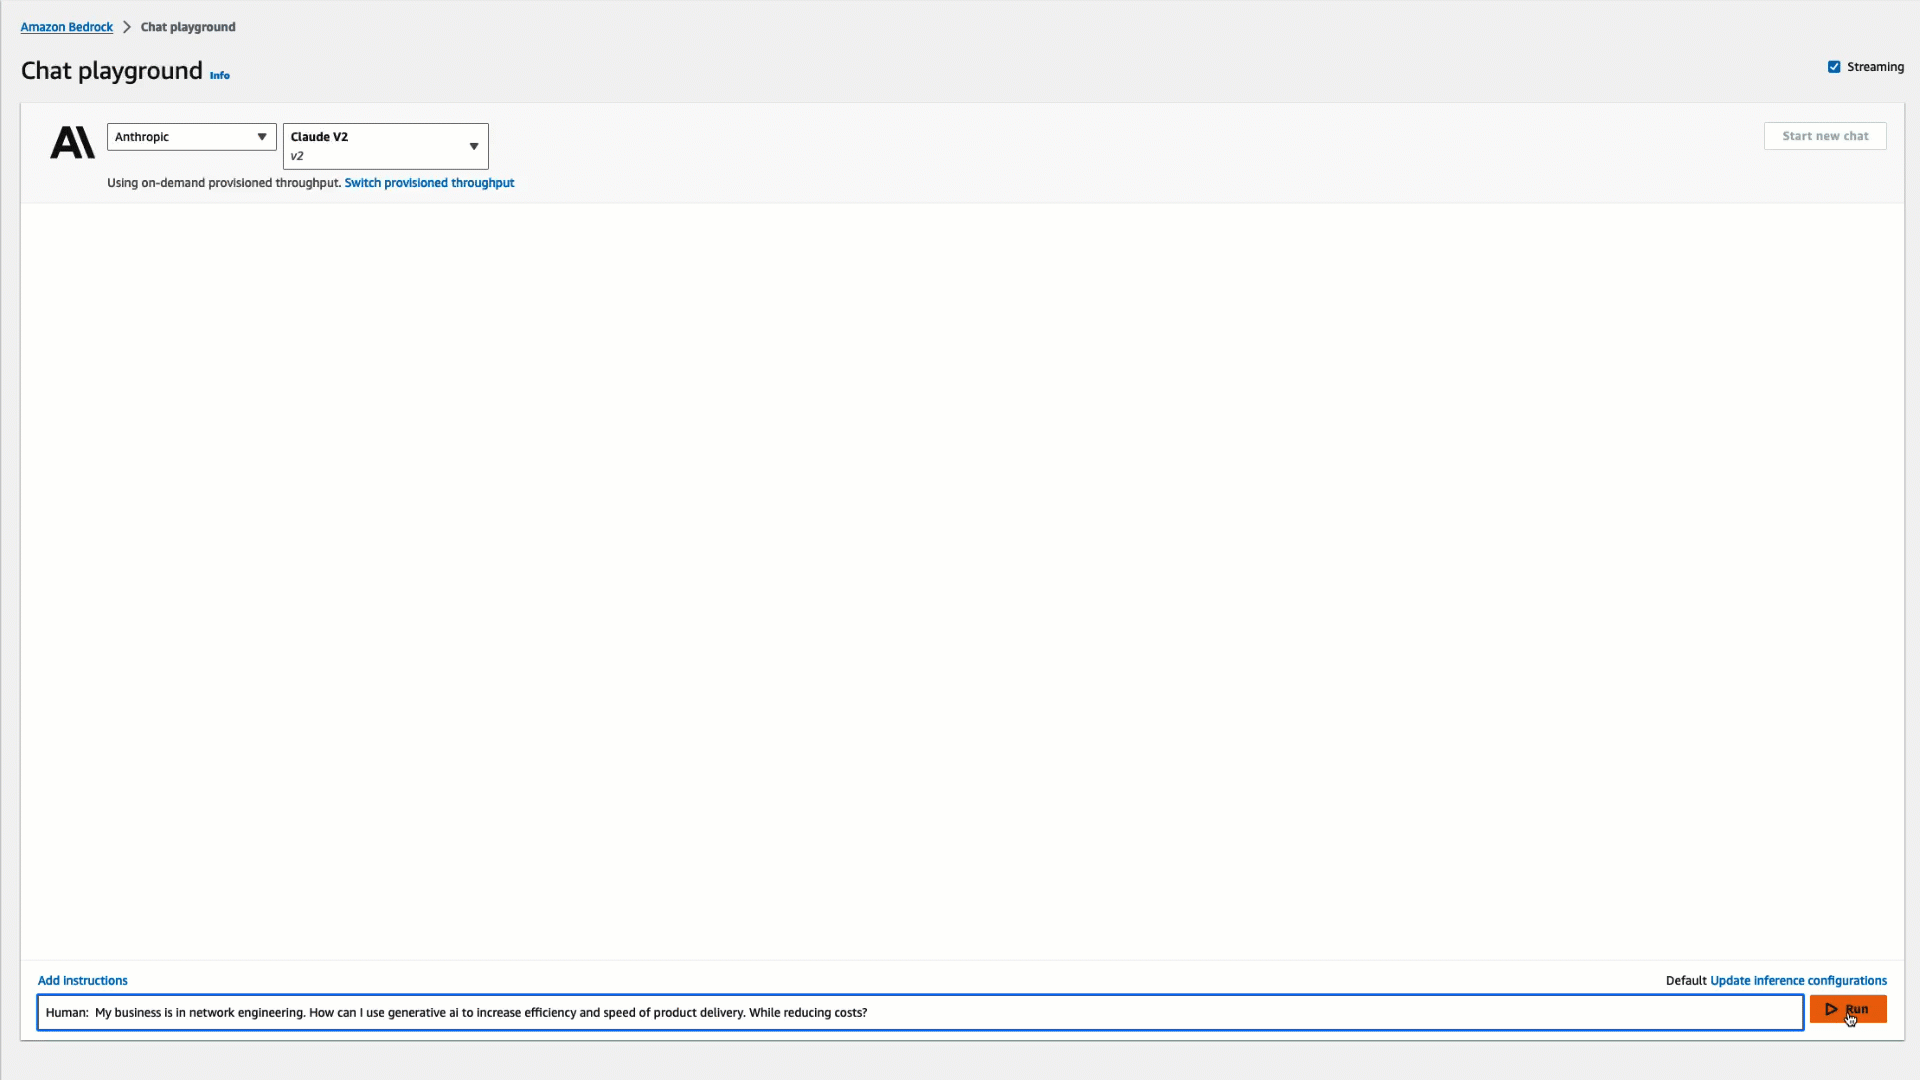 Amazon Bedrock > Chat playground
Chat playground Info
Streaming
Anthropic
Claude V2
v2
Start new chat
Using on-demand provisioned throughput. Switch provisioned throughput
Add instructions
Default Update inference configurations
Human:  My business is in network engineering. How can I use generative ai to increase efficiency and speed of product delivery. While reducing costs?
Run